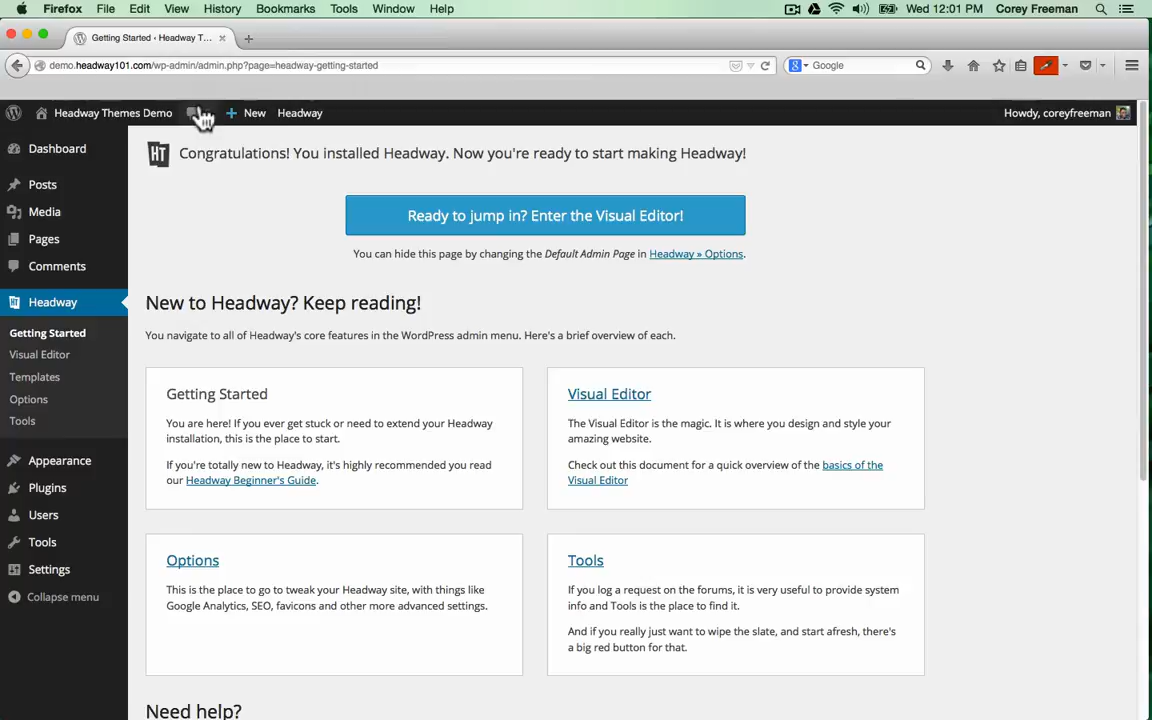 Firefox File Edit View History Bookmarks Tools Window Help Wed 12:01 PM Corey Freeman
Getting Started ‹ Headway T...
demo.headway101.com/wp-admin/admin.php?page=headway-getting-started Google
Headway Themes Demo New Headway Howdy, coreyfreeman
Dashboard
Posts
Media
Pages
Comments
Headway
Getting Started
Visual Editor
Templates
Options
Tools
Appearance
Plugins
Users
Tools
Settings
Collapse menu
HT Congratulations! You installed Headway. Now you're ready to start making Headway!
Ready to jump in? Enter the Visual Editor!
You can hide this page by changing the Default Admin Page in Headway » Options.
New to Headway? Keep reading!
You navigate to all of Headway's core features in the WordPress admin menu. Here's a brief overview of each.
Getting Started
You are here! If you ever get stuck or need to extend your Headway
installation, this is the place to start.
If you're totally new to Headway, it's highly recommended you read
our Headway Beginner's Guide.
Visual Editor
The Visual Editor is the magic. It is where you design and style your
amazing website.
Check out this document for a quick overview of the basics of the
Visual Editor
Options
This is the place to go to tweak your Headway site, with things like
Google Analytics, SEO, favicons and other more advanced settings.
Tools
If you log a request on the forums, it is very useful to provide system
info and Tools is the place to find it.
And if you really just want to wipe the slate, and start afresh, there's
a big red button for that.
Need help?